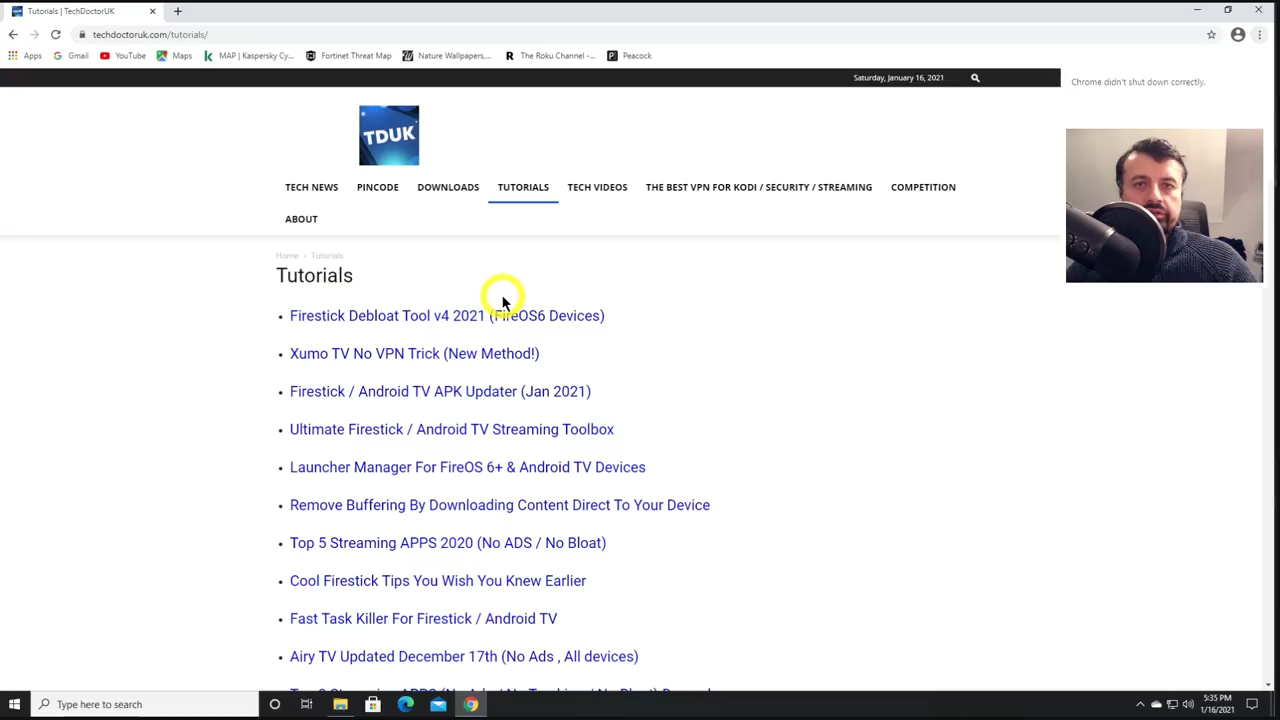 Tutorials | TechDoctorUK
techdoctoruk.com/tutorials/
Apps
Gmail
YouTube
Maps
MAP | Kaspersky Cy...
Fortinet Threat Map
Nature Wallpapers,...
The Roku Channel -...
Peacock
Saturday, January 16, 2021
Chrome didn't shut down correctly.
TDUK
TECH NEWS
PINCODE
DOWNLOADS
TUTORIALS
TECH VIDEOS
THE BEST VPN FOR KODI / SECURITY / STREAMING
COMPETITION
ABOUT
Home › Tutorials
Tutorials
Firestick Debloat Tool v4 2021 (FireOS6 Devices)
Xumo TV No VPN Trick (New Method!)
Firestick / Android TV APK Updater (Jan 2021)
Ultimate Firestick / Android TV Streaming Toolbox
Launcher Manager For FireOS 6+ & Android TV Devices
Remove Buffering By Downloading Content Direct To Your Device
Top 5 Streaming APPS 2020 (No ADS / No Bloat)
Cool Firestick Tips You Wish You Knew Earlier
Fast Task Killer For Firestick / Android TV
Airy TV Updated December 17th (No Ads , All devices)
Type here to search
5:35 PM
1/16/2021